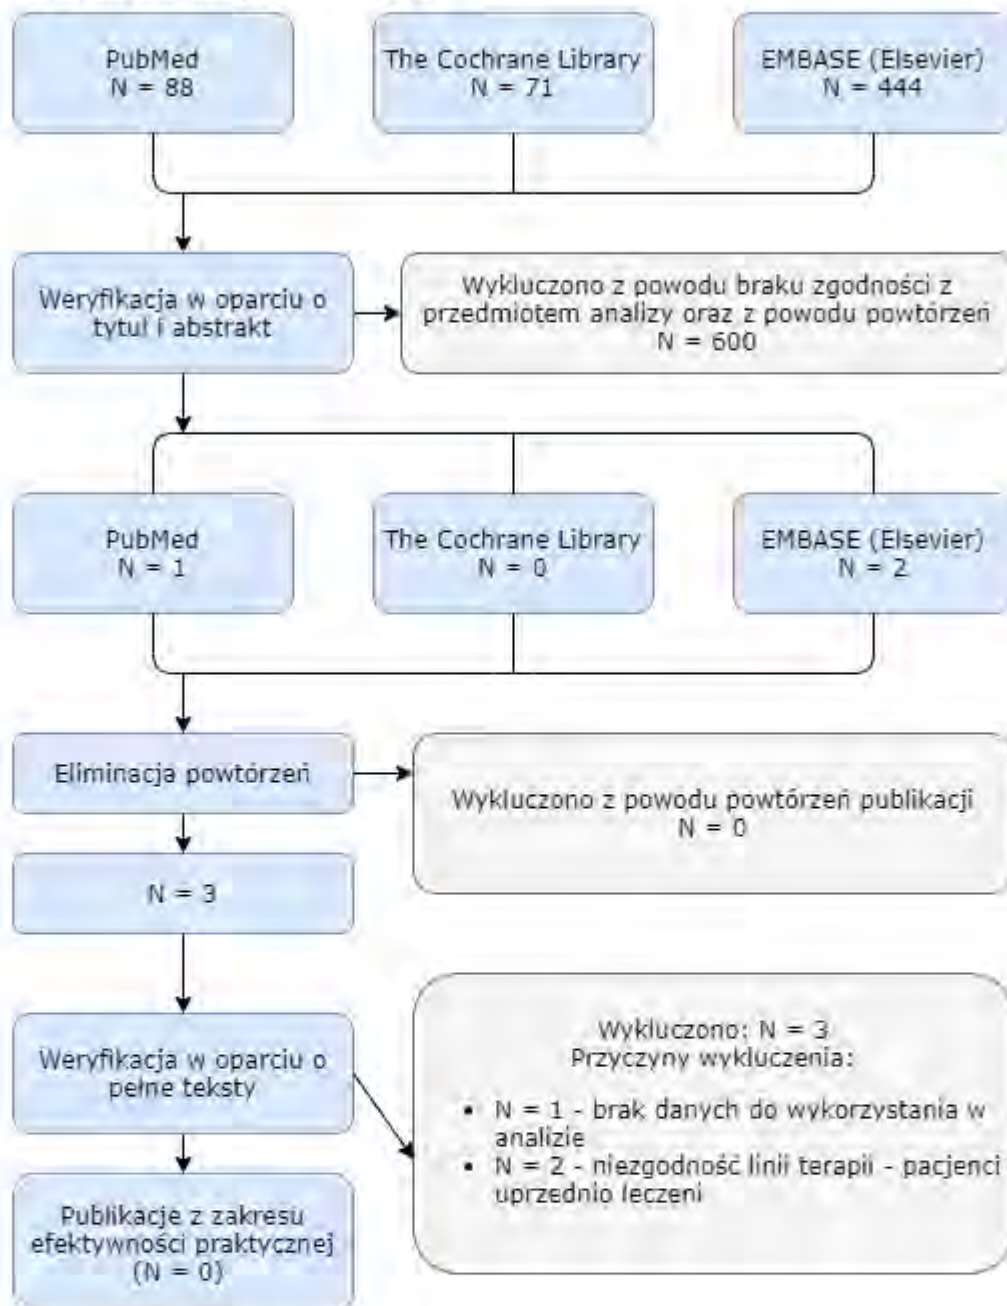 PubMed
N = 88
The Cochrane Library
N = 71
EMBASE (Elsevier)
N = 444
Weryfikacja w oparciu o
tytuł i abstrakt
Wykluczono z powodu braku zgodności z
przedmiotem analizy oraz z powodu powtórzeń
N = 600
PubMed
N = 1
The Cochrane Library
N = 0
EMBASE (Elsevier)
N = 2
Eliminacja powtórzeń
Wykluczono z powodu powtórzeń publikacji
N = 0
N = 3
Weryfikacja w oparciu o
pełne teksty
Wykluczono: N = 3
Przyczyny wykluczenia:
▪ N = 1 - brak danych do wykorzystania w
analizie
▪ N = 2 - niezgodność linii terapii - pacjenci
uprzednio leczeni
Publikacje z zakresu
efektywności praktycznej
(N = 0)